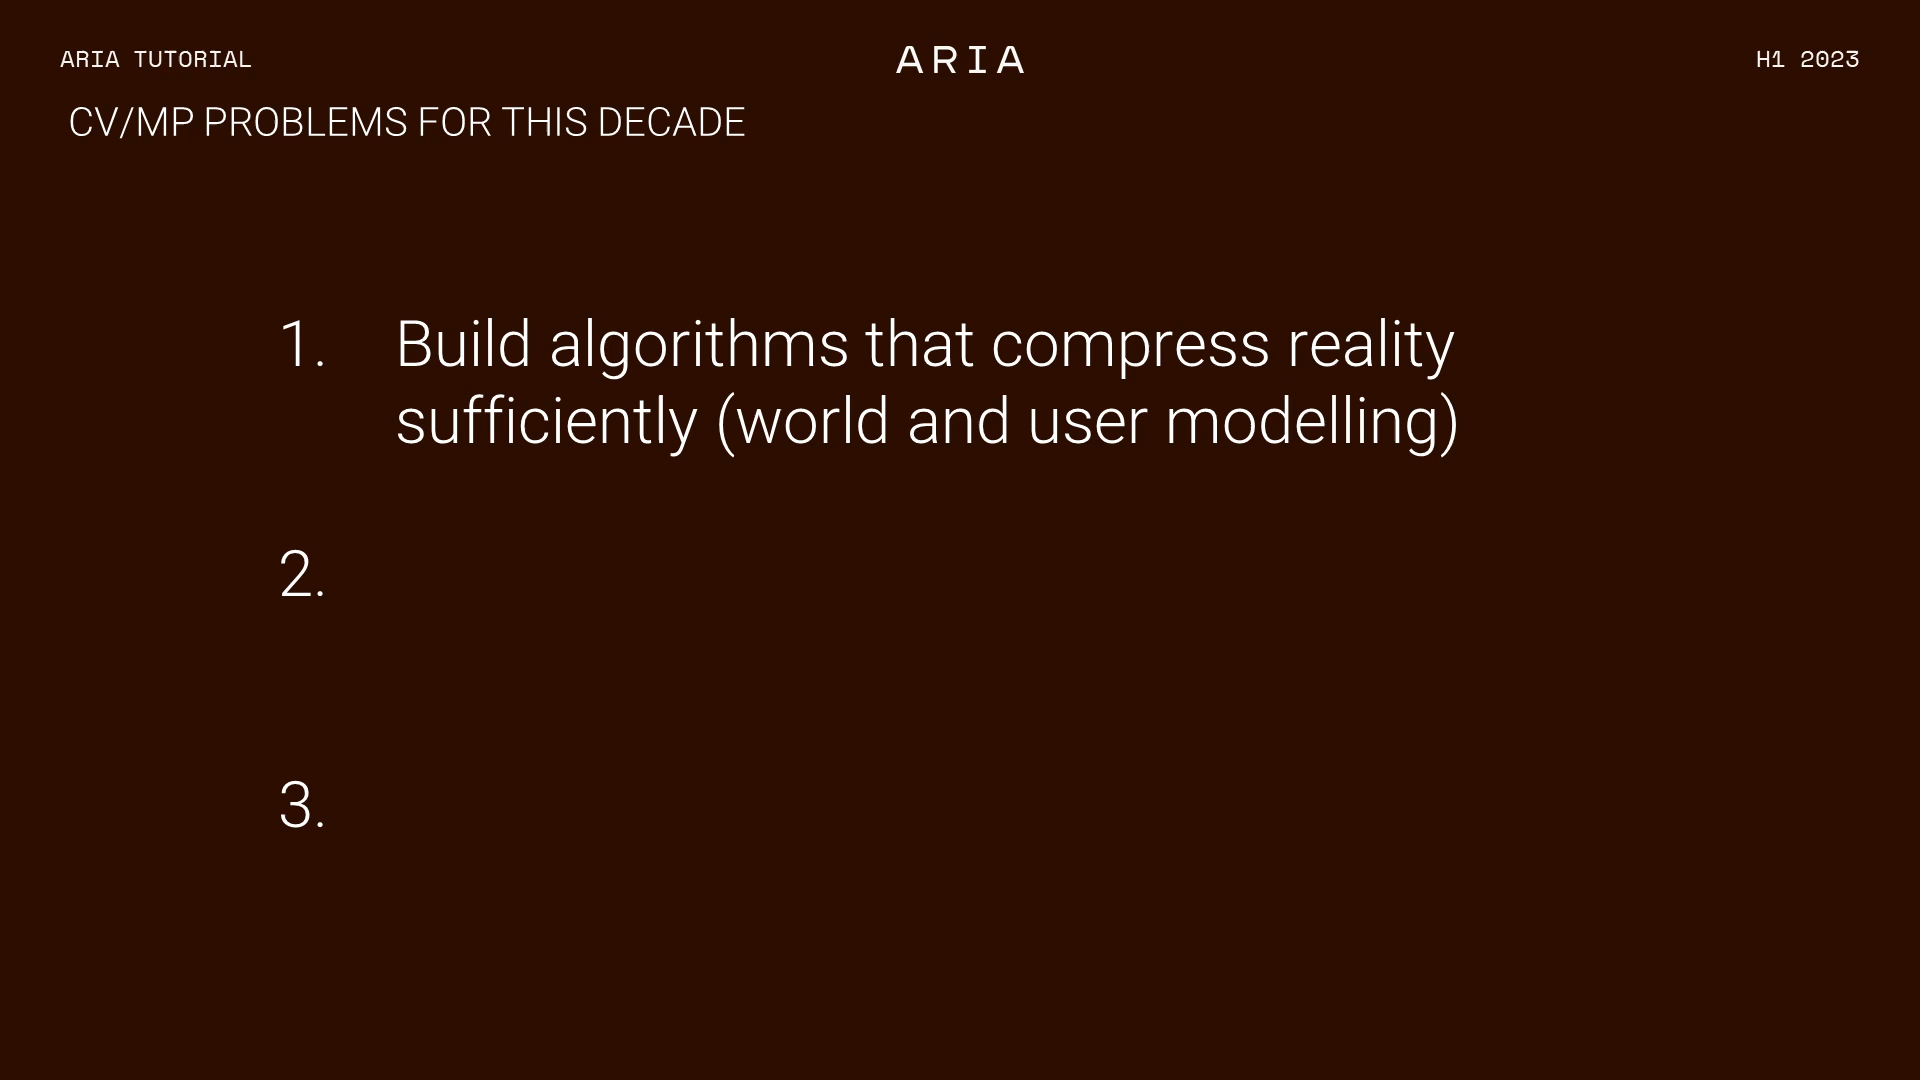 ARIA TUTORIAL
ARIA
H1 2023
CV/MP PROBLEMS FOR THIS DECADE
1. Build algorithms that compress reality
sufficiently (world and user modelling)
2.
3.